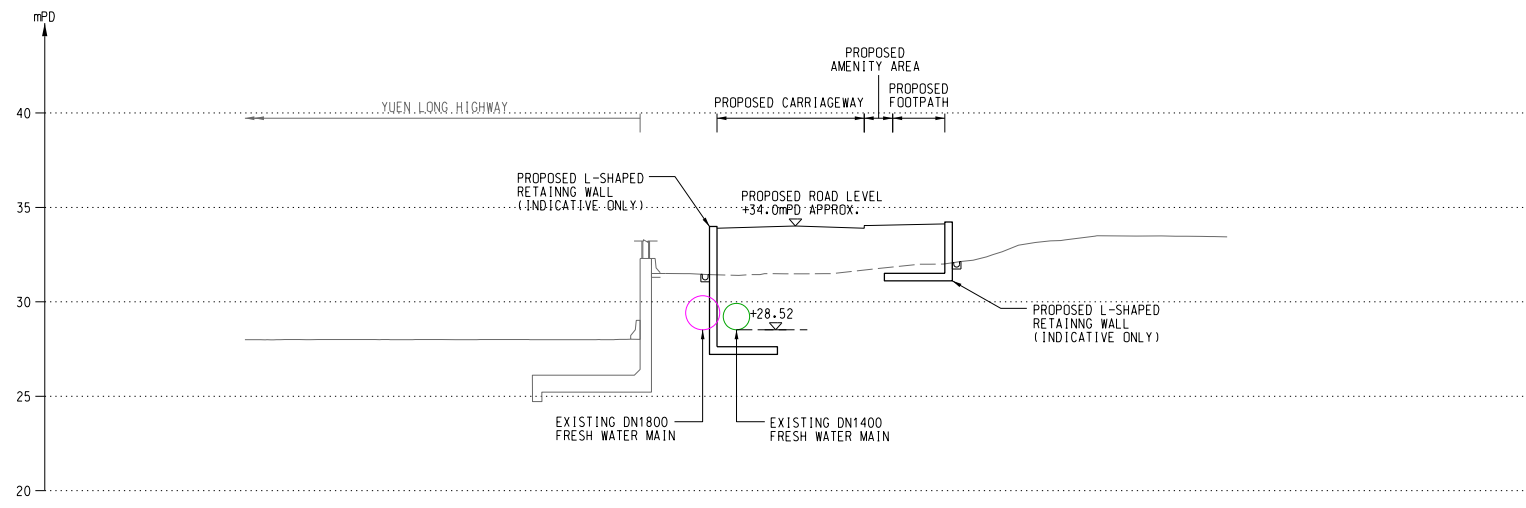 mPD
PROPOSED
AMENITY AREA
PROPOSED
FOOTPATH
YUEN LONG HIGHWAY
PROPOSED CARRIAGEWAY
40
PROPOSED L-SHAPED
RETAINNG WALL
(INDICATIVE ONLY)
PROPOSED ROAD LEVEL
+34.0mPD APPROX.
35
30
+28.52
PROPOSED L-SHAPED
RETAINNG WALL
(INDICATIVE ONLY)
25
EXISTING DN1800
FRESH WATER MAIN
EXISTING DN1400
FRESH WATER MAIN
20